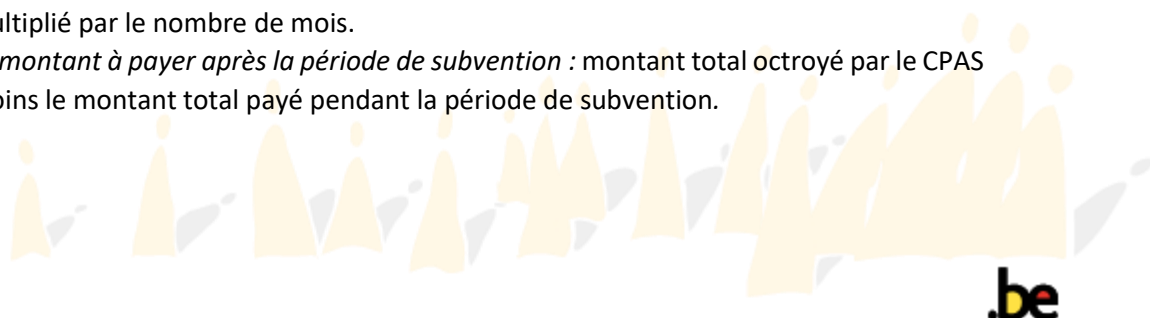 ultiplié par le nombre de mois.
montant à payer après la période de subvention : montant total octroyé par le CPAS
oins le montant total payé pendant la période de subvention.
.be